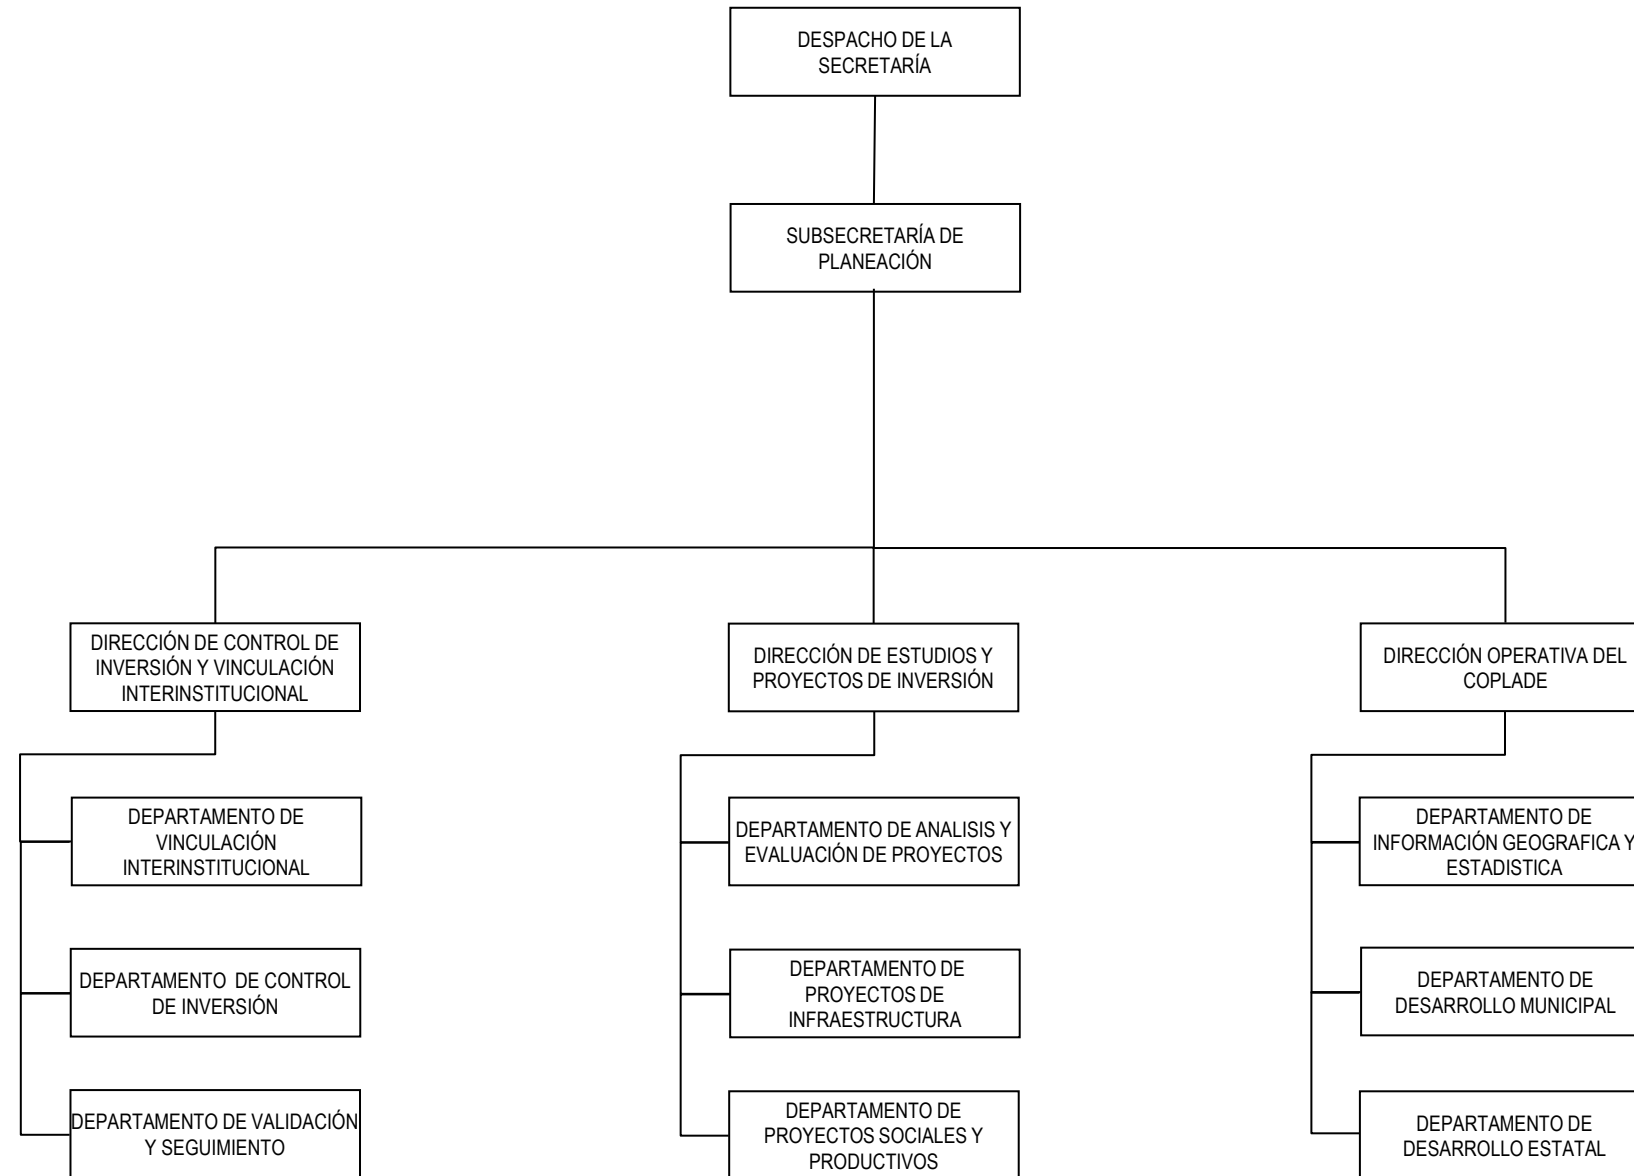 DESPACHO DE LA
SECRETARÍA
SUBSECRETARÍA DE
PLANEACIÓN
DIRECCIÓN DE CONTROL DE
INVERSIÓN Y VINCULACIÓN
INTERINSTITUCIONAL
DIRECCIÓN DE ESTUDIOS Y
PROYECTOS DE INVERSIÓN
DIRECCIÓN OPERATIVA DEL
COPLADE
DEPARTAMENTO DE
VINCULACIÓN
INTERINSTITUCIONAL
DEPARTAMENTO DE ANALISIS Y
EVALUACIÓN DE PROYECTOS
DEPARTAMENTO DE
INFORMACIÓN GEOGRAFICA Y
ESTADISTICA
DEPARTAMENTO  DE CONTROL
DE INVERSIÓN
DEPARTAMENTO DE
PROYECTOS DE
INFRAESTRUCTURA
DEPARTAMENTO DE
DESARROLLO MUNICIPAL
DEPARTAMENTO DE VALIDACIÓN
Y SEGUIMIENTO
DEPARTAMENTO DE
PROYECTOS SOCIALES Y
PRODUCTIVOS
DEPARTAMENTO DE
DESARROLLO ESTATAL